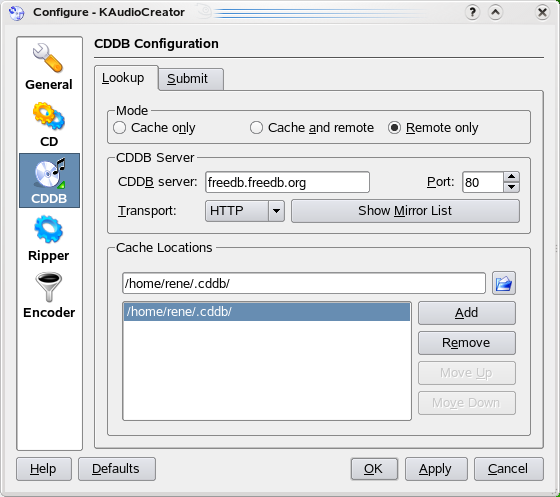 Configure - KAudioCreator
?
General
CD
CDDB
Ripper
Encoder
CDDB Configuration
Lookup
Submit
Mode
Cache only
Cache and remote
Remote only
CDDB Server
CDDB server:
freedb.freedb.org
Port:
80
Transport:
HTTP
Show Mirror List
Cache Locations
/home/rene/.cddb/
/home/rene/.cddb/
Add
Remove
Move Up
Move Down
Help
Defaults
OK
Apply
Cancel